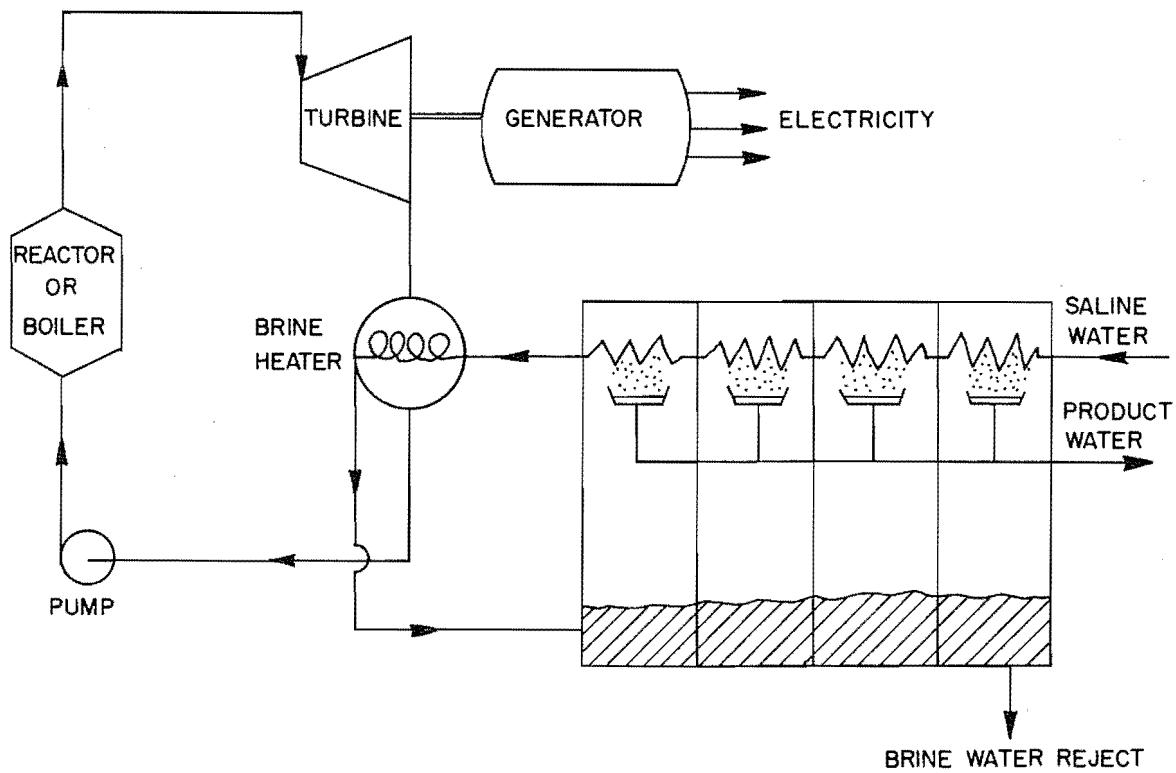 TURBINE
GENERATOR
ELECTRICITY
REACTOR
OR
BOILER
BRINE
HEATER
SALINE
WATER
PRODUCT
WATER
PUMP
BRINE WATER REJECT